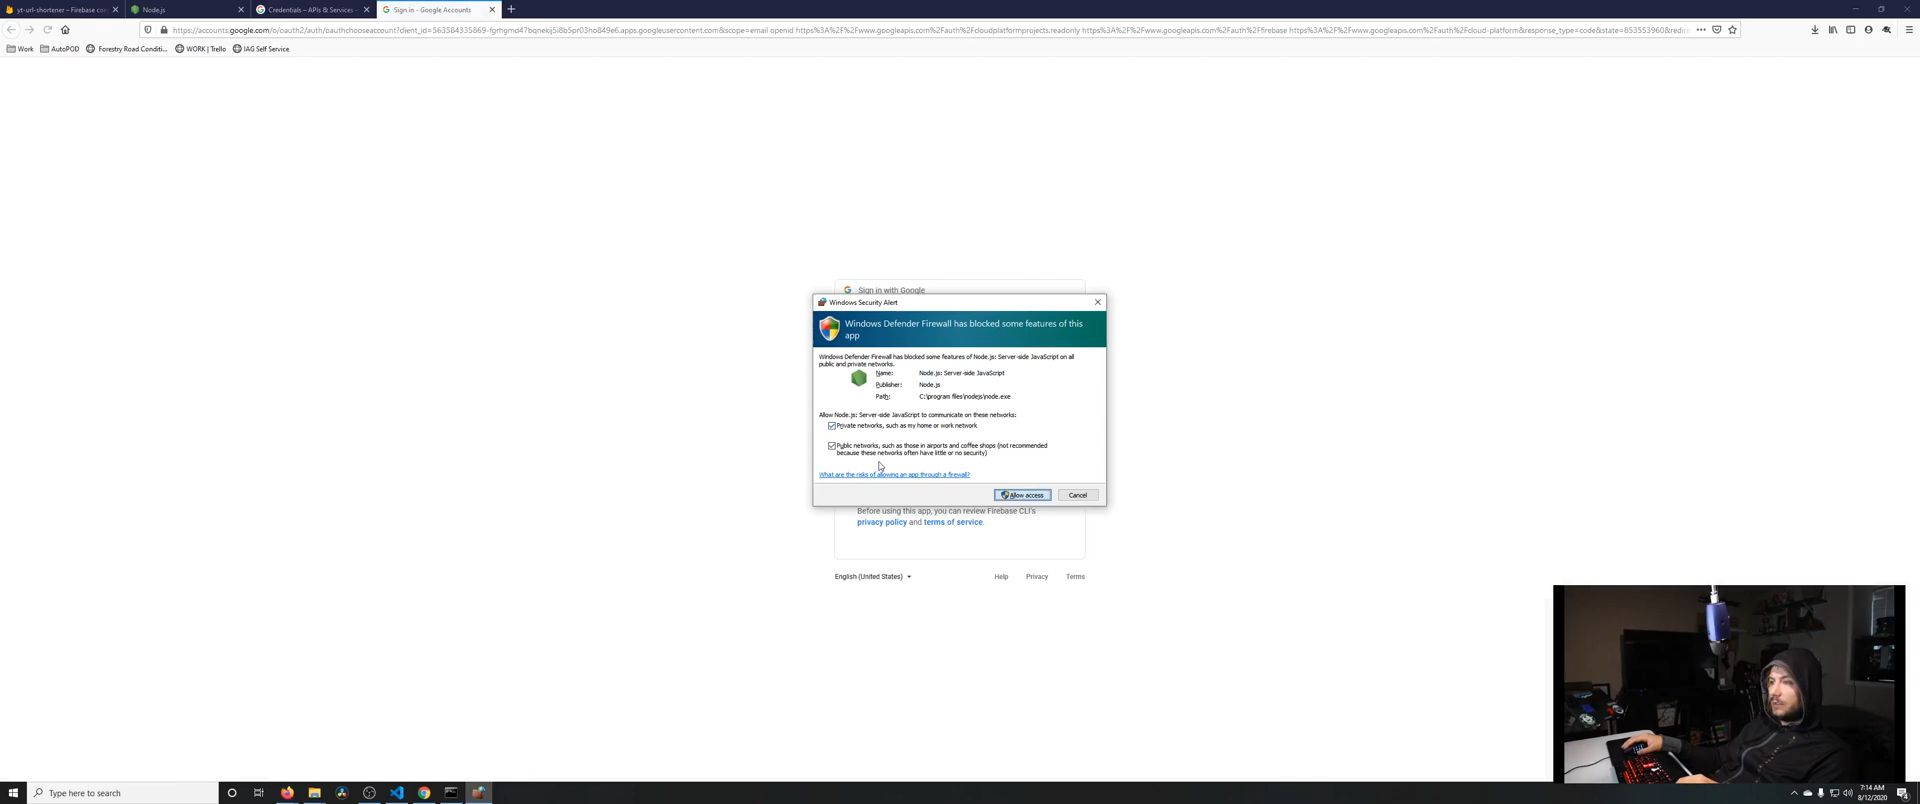 yt-url-shortener – Firebase co
Node.js
Credentials – APIs & Services
Sign in - Google Accounts
Work
AutoPOD
Forestry Road Conditi...
WORK | Trello
IAG Self Service
Sign in with Google
Windows Security Alert
Windows Defender Firewall has blocked some features of this
app
Windows Defender Firewall has blocked some features of Node.js: Server-side JavaScript on all
public and private networks.
Name: Node.js: Server-side JavaScript
Publisher: Node.js
Path: C:\program files\nodejs\node.exe
Allow Node.js: Server-side JavaScript to communicate on these networks:
Private networks, such as my home or work network
Public networks, such as those in airports and coffee shops (not recommended
because these networks often have little or no security)
What are the risks of allowing an app through a firewall?
Allow access
Cancel
Before using this app, you can review Firebase CLI's
privacy policy and terms of service.
English (United States)
Help
Privacy
Terms
Type here to search
7:14 AM
8/12/2020